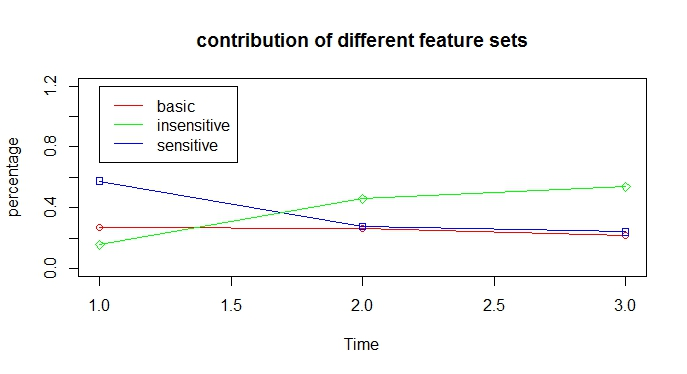 contribution of different feature sets
percentage
1.2
0.8
0.4
0.0
basic
insensitive
sensitive
1.0 1.5 2.0 2.5 3.0
Time